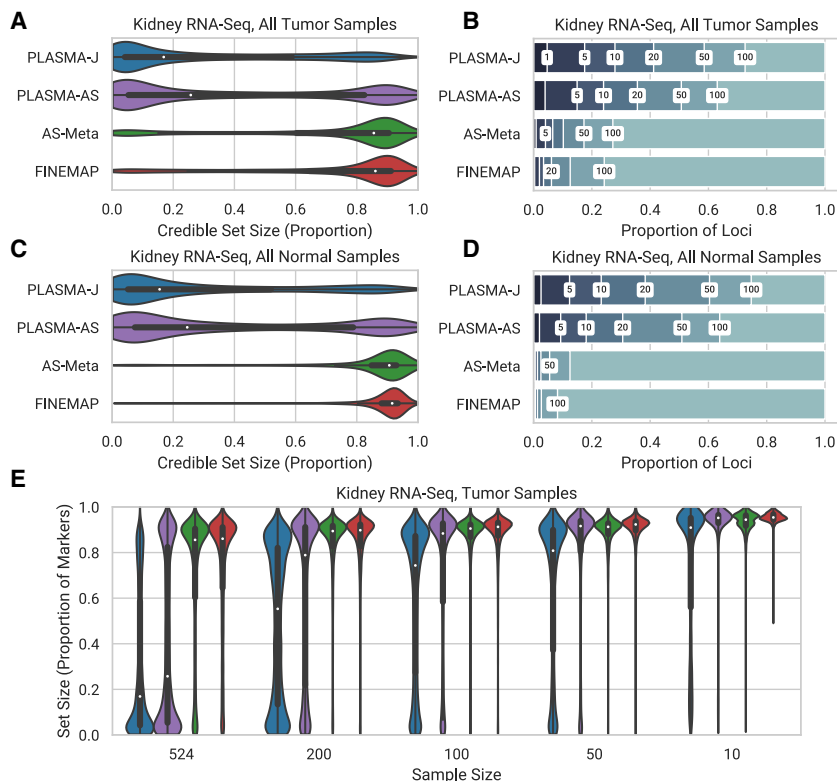 A
Kidney RNA-Seq, All Tumor Samples
PLASMA-J
PLASMA-AS
AS-Meta
FINEMAP
0.0 0.2 0.4 0.6 0.8 1.0
Credible Set Size (Proportion)
B
Kidney RNA-Seq, All Tumor Samples
PLASMA-J
1 5 10 20 50 100
PLASMA-AS
5 10 20 50 100
AS-Meta
5 50 100
FINEMAP
20 100
0.0 0.2 0.4 0.6 0.8 1.0
Proportion of Loci
C
Kidney RNA-Seq, All Normal Samples
PLASMA-J
PLASMA-AS
AS-Meta
FINEMAP
0.0 0.2 0.4 0.6 0.8 1.0
Credible Set Size (Proportion)
D
Kidney RNA-Seq, All Normal Samples
PLASMA-J
5 10 20 50 100
PLASMA-AS
5 10 20 50 100
AS-Meta
50
FINEMAP
100
0.0 0.2 0.4 0.6 0.8 1.0
Proportion of Loci
E
Kidney RNA-Seq, Tumor Samples
Set Size (Proportion of Markers)
1.0
0.8
0.6
0.4
0.2
0.0
524 200 100 50 10
Sample Size